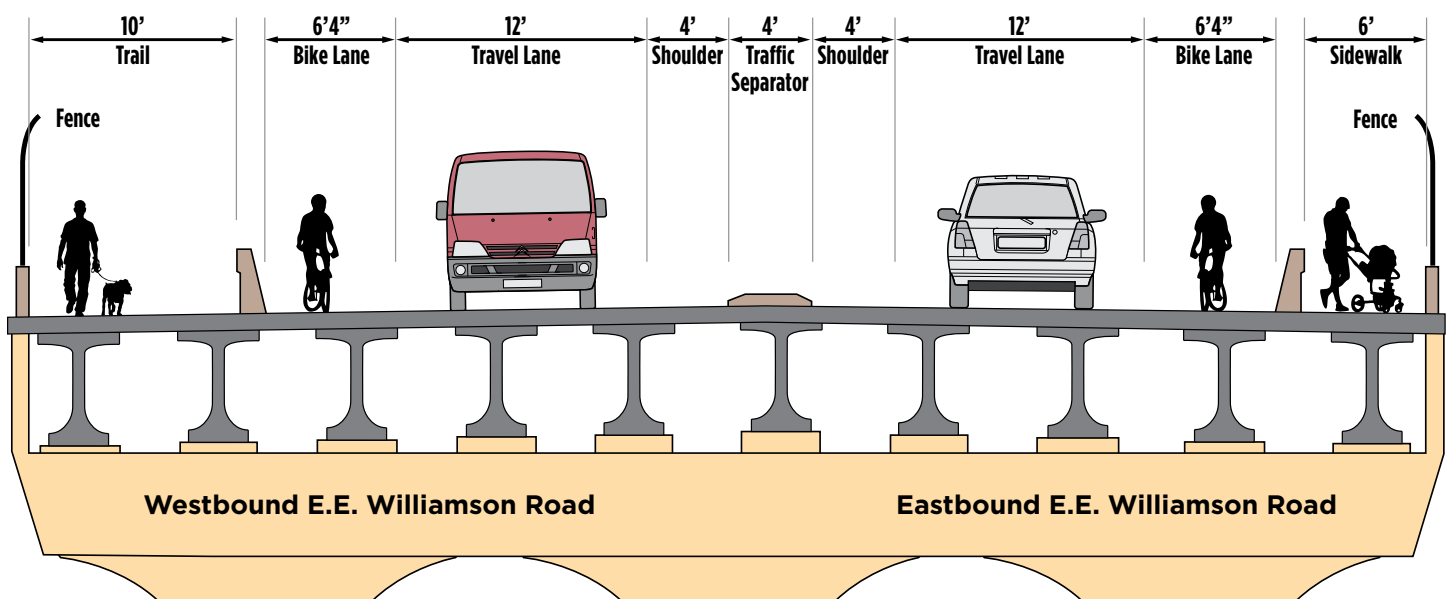 10’
Trail
6’4”
Bike Lane
12’
Travel Lane
4’
Shoulder
4’
Traffic
Separator
4’
Shoulder
12’
Travel Lane
6’4”
Bike Lane
6’
Sidewalk
Fence
Fence
Westbound E.E. Williamson Road
Eastbound E.E. Williamson Road